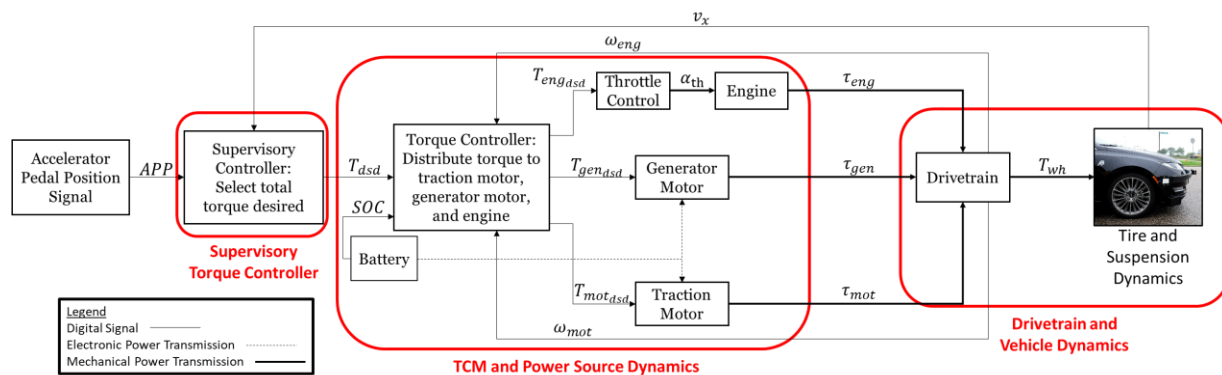 v_x
ω_eng
T_eng_dsd
Throttle
Control
α_th
Engine
τ_eng
Accelerator
Pedal Position
Signal
APP
Supervisory
Controller:
Select total
torque desired
T_dsd
Torque Controller:
Distribute torque to
traction motor,
generator motor,
and engine
T_gen_dsd
Generator
Motor
τ_gen
Drivetrain
T_wh
SOC
Battery
Supervisory
Torque Controller
T_mot_dsd
Traction
Motor
τ_mot
ω_mot
Tire and
Suspension
Dynamics
Legend
Digital Signal
Electronic Power Transmission
Mechanical Power Transmission
TCM and Power Source Dynamics
Drivetrain and
Vehicle Dynamics